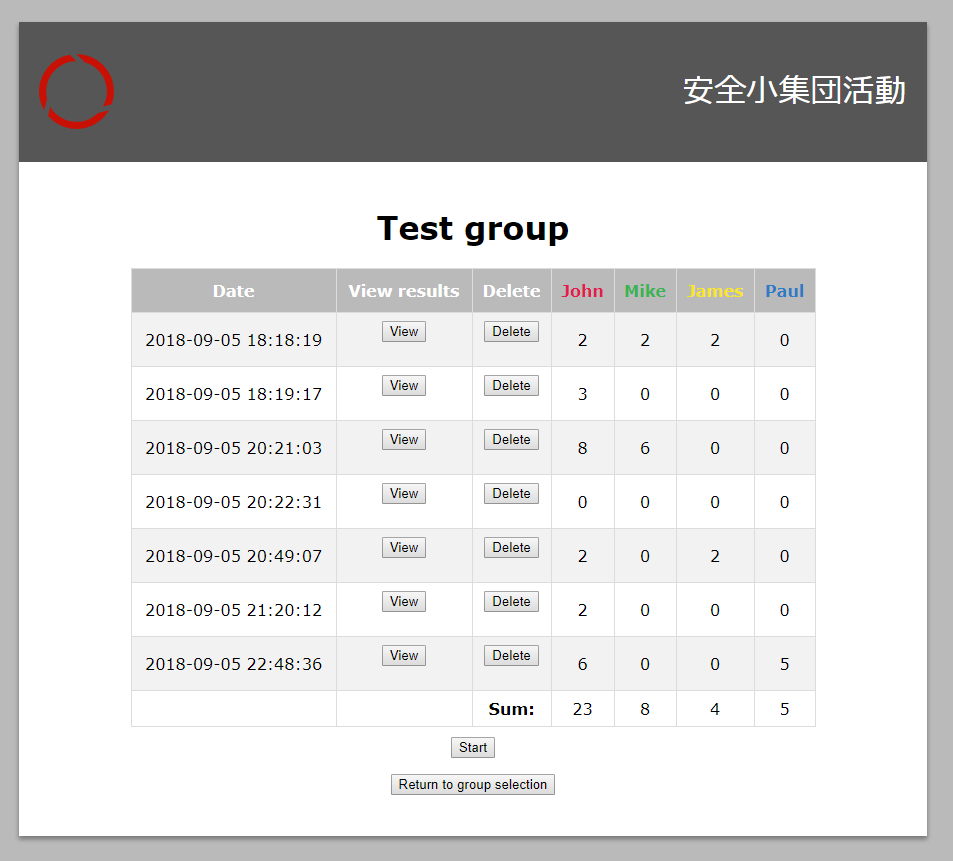 安全小集団活動
Test group
Date View results Delete John Mike James Paul
2018-09-05 18:18:19 View Delete 2 2 2 0
2018-09-05 18:19:17 View Delete 3 0 0 0
2018-09-05 20:21:03 View Delete 8 6 0 0
2018-09-05 20:22:31 View Delete 0 0 0 0
2018-09-05 20:49:07 View Delete 2 0 2 0
2018-09-05 21:20:12 View Delete 2 0 0 0
2018-09-05 22:48:36 View Delete 6 0 0 5
Sum: 23 8 4 5
Start
Return to group selection